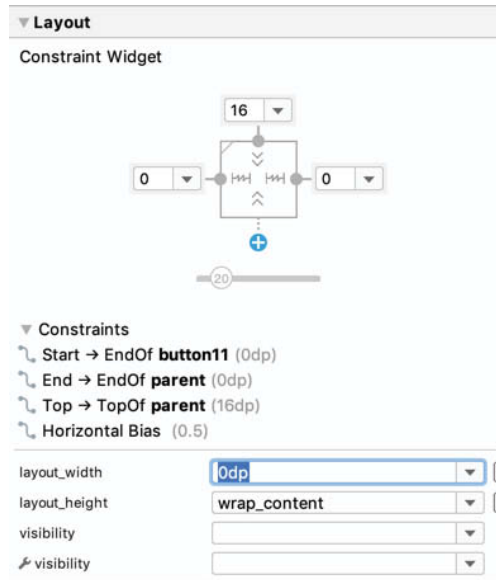 Layout
Constraint Widget
16
0 0
20
Constraints
Start → EndOf button11 (0dp)
End → EndOf parent (0dp)
Top → TopOf parent (16dp)
Horizontal Bias (0.5)
layout_width 0dp
layout_height wrap_content
visibility
visibility